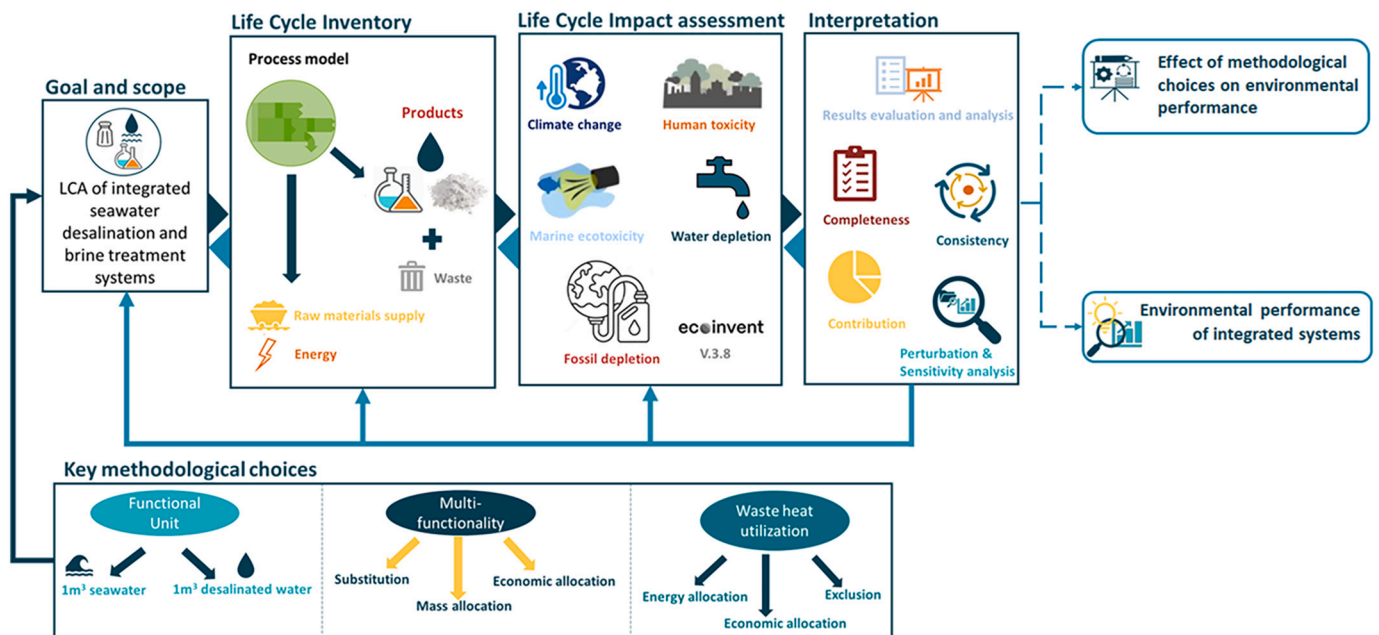 Goal and scope
LCA of integrated
seawater
desalination and
brine treatment
systems
Life Cycle Inventory
Process model
Products
Waste
Raw materials supply
Energy
Life Cycle Impact assessment
Climate change
Human toxicity
Marine ecotoxicity
Water depletion
Fossil depletion
ecoinvent
V.3.8
Interpretation
Results evaluation and analysis
Completeness
Consistency
Contribution
Perturbation &
Sensitivity analysis
Effect of methodological
choices on environmental
performance
Environmental performance
of integrated systems
Key methodological choices
Functional
Unit
1m³ seawater
1m³ desalinated water
Multi-
functionality
Substitution
Mass allocation
Economic allocation
Waste heat
utilization
Energy allocation
Economic allocation
Exclusion